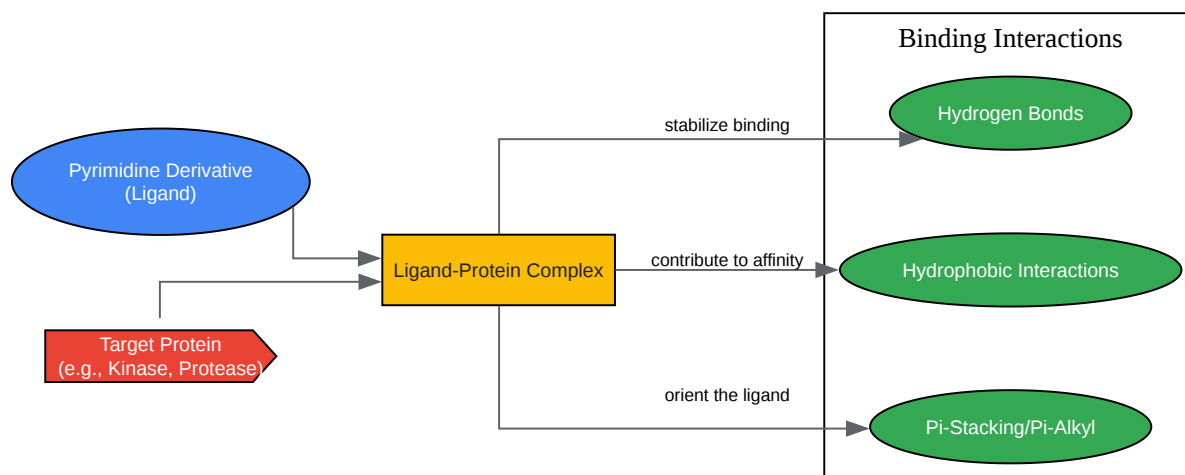 Binding Interactions
Hydrogen Bonds
stabilize binding
Pyrimidine Derivative
(Ligand)
Ligand-Protein Complex
contribute to affinity
Hydrophobic Interactions
Target Protein
(e.g., Kinase, Protease)
orient the ligand
Pi-Stacking/Pi-Alkyl